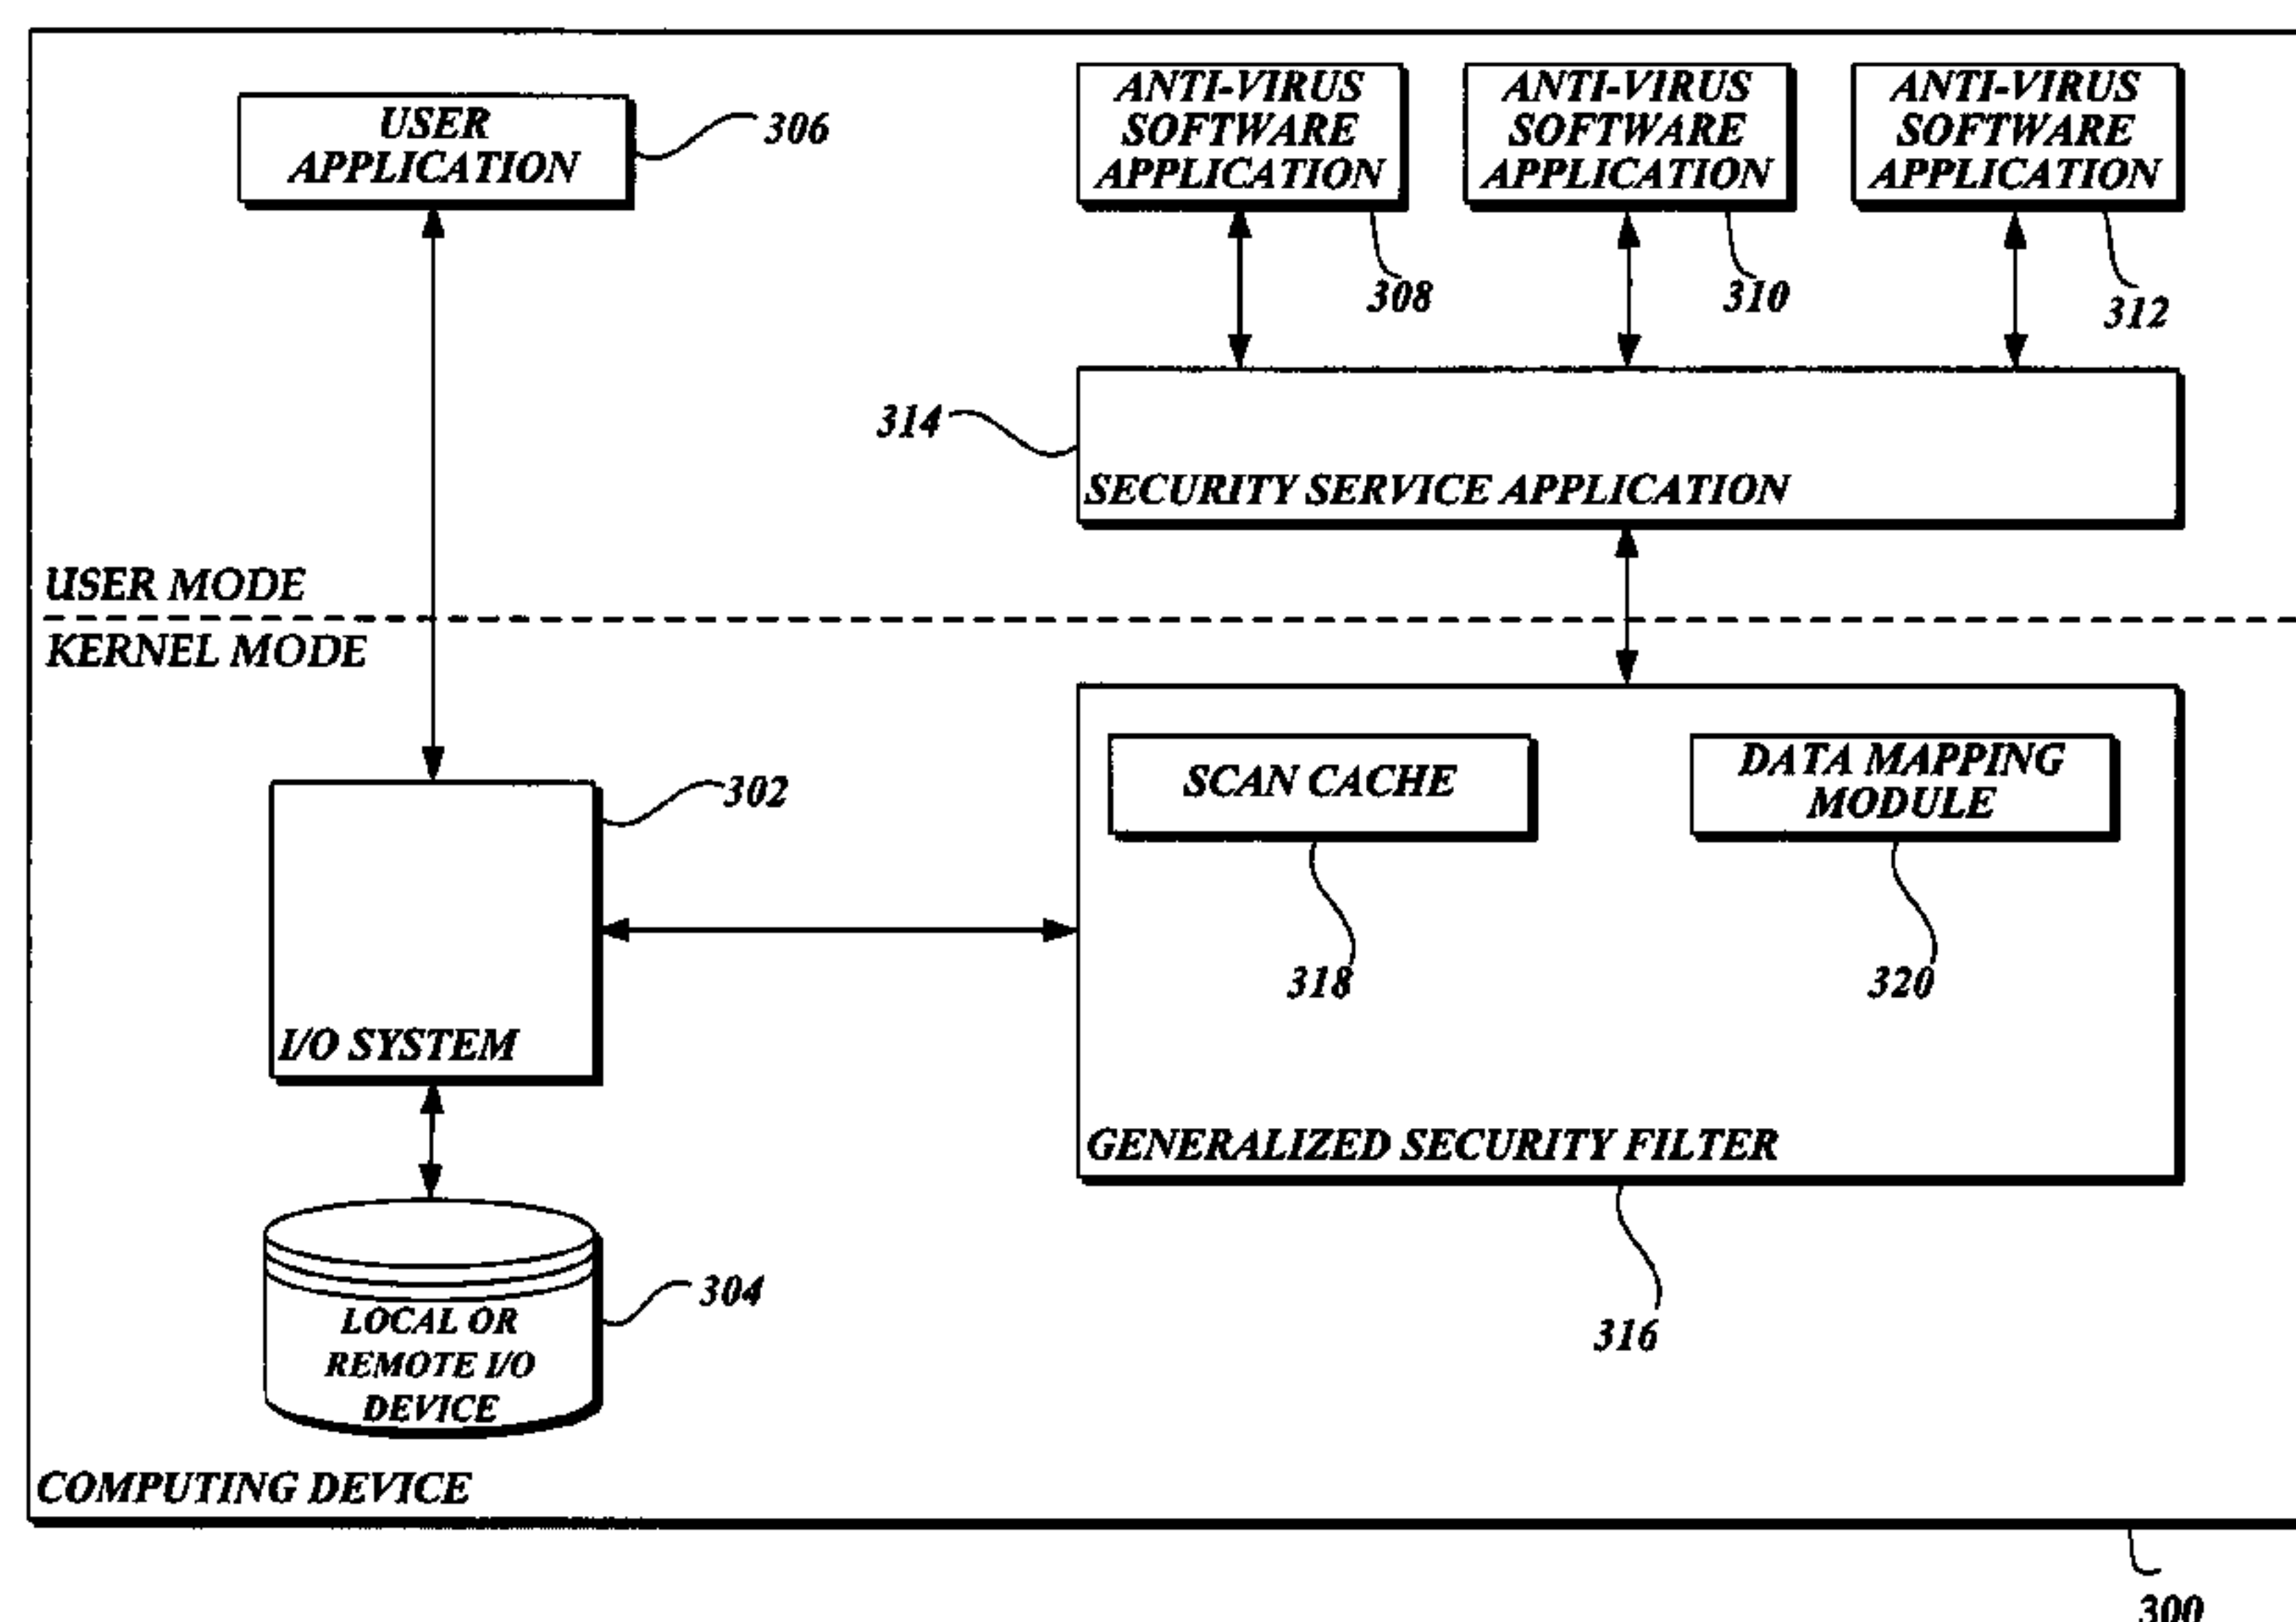 USER
APPLICATION
306
ANTI-VIRUS
SOFTWARE
APPLICATION
308
ANTI-VIRUS
SOFTWARE
APPLICATION
310
ANTI-VIRUS
SOFTWARE
APPLICATION
312
314
SECURITY SERVICE APPLICATION
USER MODE
KERNEL MODE
302
I/O SYSTEM
SCAN CACHE
318
DATA MAPPING
MODULE
320
GENERALIZED SECURITY FILTER
316
304
LOCAL OR
REMOTE I/O
DEVICE
COMPUTING DEVICE
300